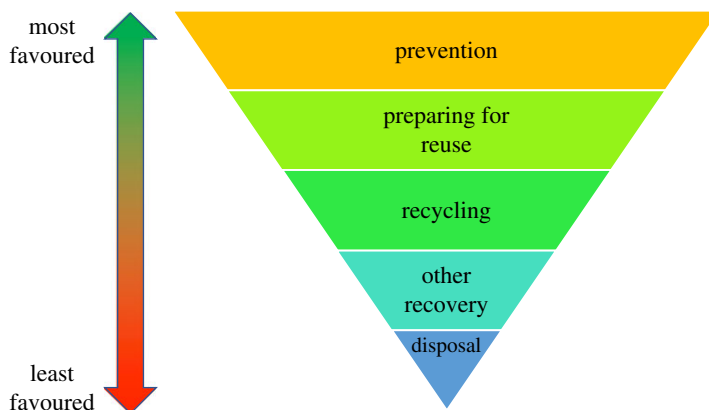 most
favoured
prevention
preparing for
reuse
recycling
other
recovery
disposal
least
favoured